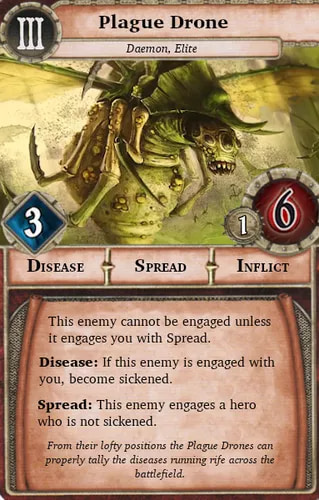 III
Plague Drone
Daemon, Elite
3
1
6
Disease Spread Inflict
This enemy cannot be engaged unless
it engages you with Spread.
Disease: If this enemy is engaged with
you, become sickened.
Spread: This enemy engages a hero
who is not sickened.
From their lofty positions the Plague Drones can
properly tally the diseases running rife across the
battlefield.